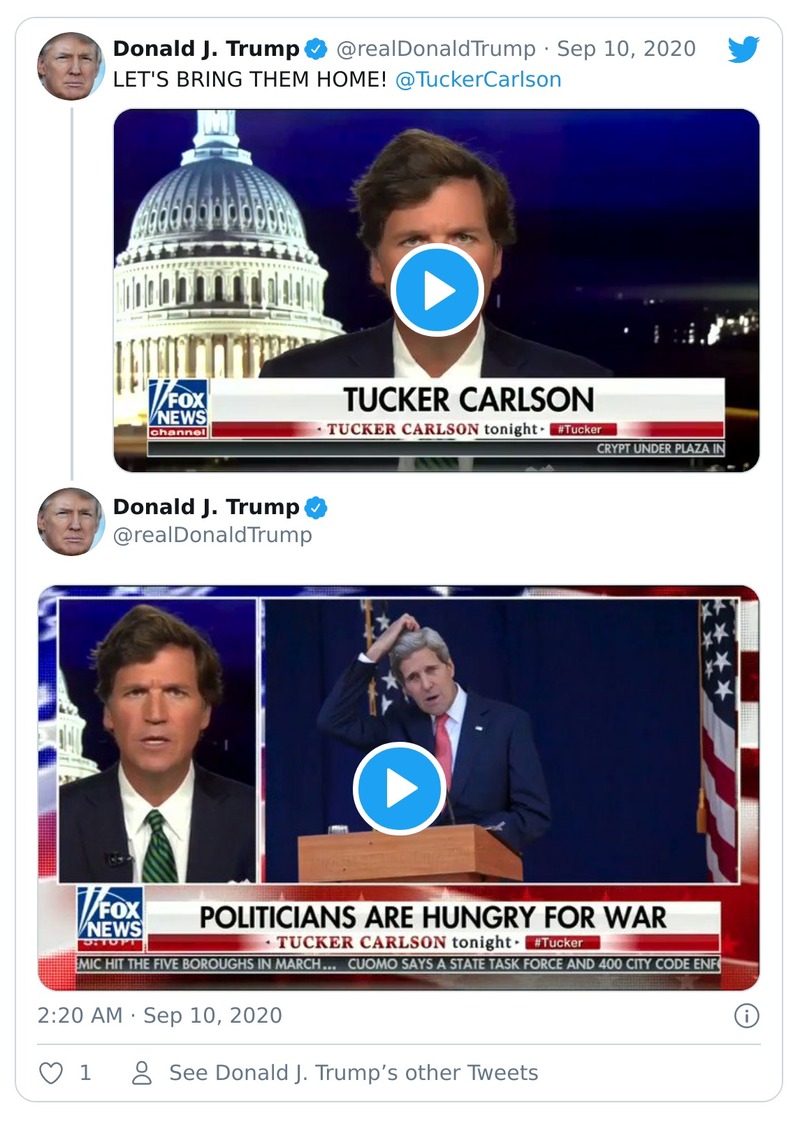 Donald J. Trump @realDonaldTrump · Sep 10, 2020
LET'S BRING THEM HOME! @TuckerCarlson
FOX
NEWS
channel
TUCKER CARLSON
· TUCKER CARLSON tonight · #Tucker
CRYPT UNDER PLAZA IN
Donald J. Trump
@realDonaldTrump
FOX
NEWS
POLITICIANS ARE HUNGRY FOR WAR
· TUCKER CARLSON tonight · #Tucker
MIC HIT THE FIVE BOROUGHS IN MARCH... CUOMO SAYS A STATE TASK FORCE AND 400 CITY CODE ENF
2:20 AM · Sep 10, 2020
1 See Donald J. Trump’s other Tweets